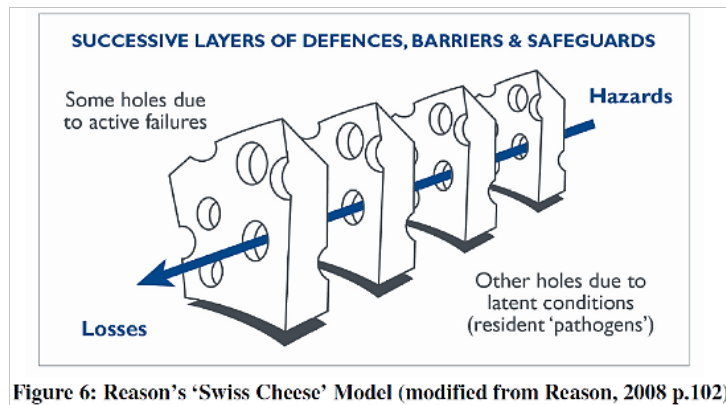 SUCCESSIVE LAYERS OF DEFENCES, BARRIERS & SAFEGUARDS
Some holes due
to active failures
Hazards
Other holes due to
latent conditions
(resident 'pathogens')
Losses
Figure 6: Reason's 'Swiss Cheese' Model (modified from Reason, 2008 p.102)